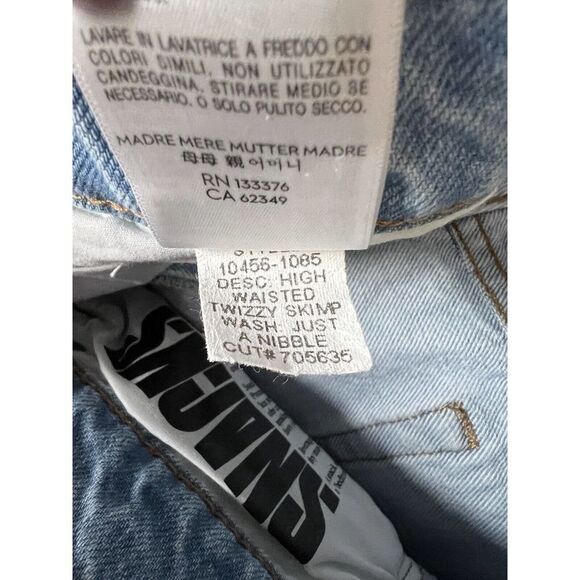 LAVARE IN LAVATRICE A FREDDO CON
COLORI SIMILI, NON UTILIZZATO
CANDEGGINA, STIRARE MEDIO SE
NECESSARIO. O SOLO PULITO SECCO.
MADRE MERE MUTTER MADRE
母母 親 어머니
RN 133376
CA 62349
10456-1085
DESC: HIGH
WAISTED
TWIZZY SKIMP
WASH: JUST
A NIBBLE
CUT# 705635
SNACKS!